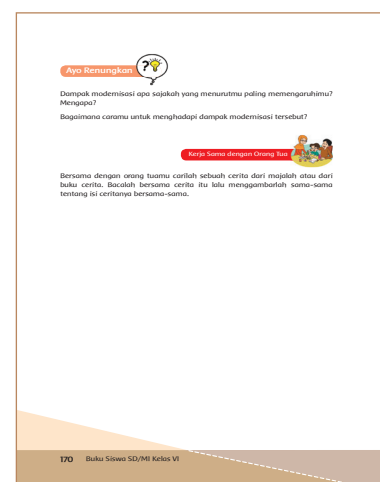 Ayo Renungkan
Dampak modernisasi apa sajakah yang menurutmu paling memengaruhimu?
Mengapa?
Bagaimana caramu untuk menghadapi dampak modernisasi tersebut?
Kerja Sama dengan Orang Tua
Bersama dengan orang tuamu carilah sebuah cerita dari majalah atau dari
buku cerita. Bacalah bersama cerita itu lalu menggambarlah sama-sama
tentang isi ceritanya bersama-sama.
170 Buku Siswa SD/MI Kelas VI